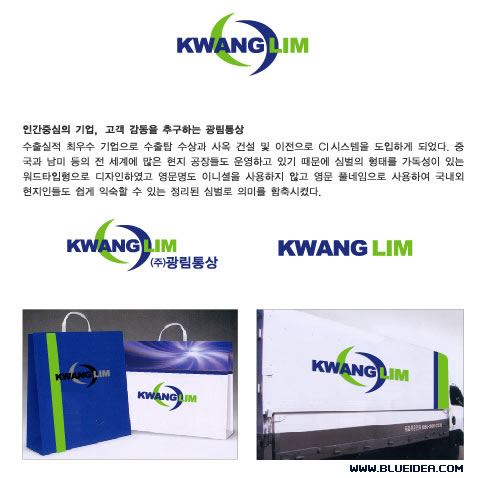 KWANG LIM
인간중심의 기업, 고객 감동을 추구하는 광림통상
수출실적 최우수 기업으로 수출탑 수상과 사옥 건설 및 이전으로 CI시스템을 도입하게 되었다. 중
국과 남미 등의 전 세계에 많은 현지 공장들도 운영하고 있기 때문에 심벌의 형태를 가독성이 있는
워드타입형으로 디자인하였고 영문명도 이니셜을 사용하지 않고 영문 풀네임으로 사용하여 국내외
현지인들도 쉽게 익숙할 수 있는 정리된 심벌로 의미를 함축시켰다.
KWANG LIM
(주)광림통상
KWANG LIM
KWANG LIM
KWANG LIM
KWANG LIM
WWW.BLUEIDEA.COM